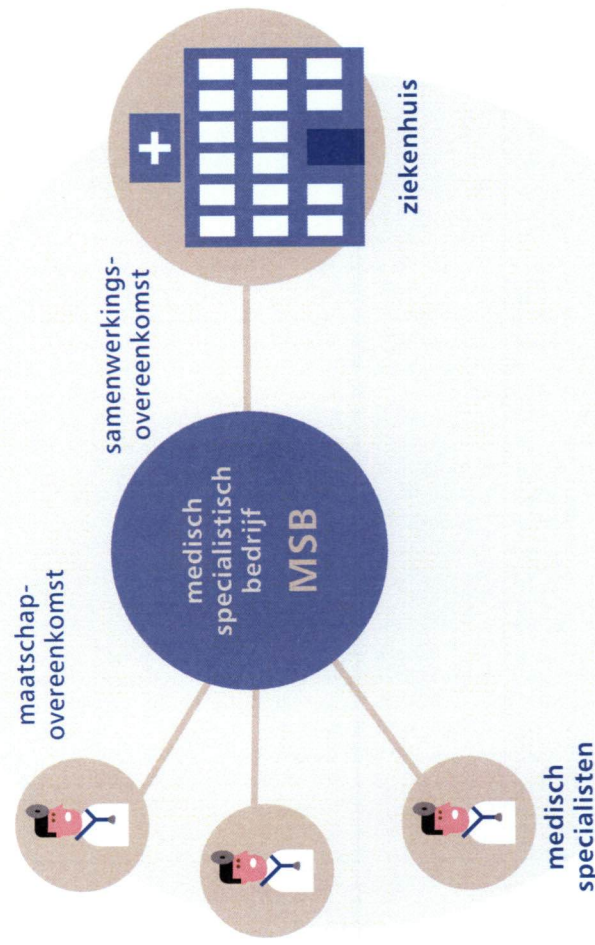 maatschap-
overeenkomst
samenwerkings-
overeenkomst
medisch
specialistisch
bedrijf
MSB
ziekenhuis
medisch
specialisten